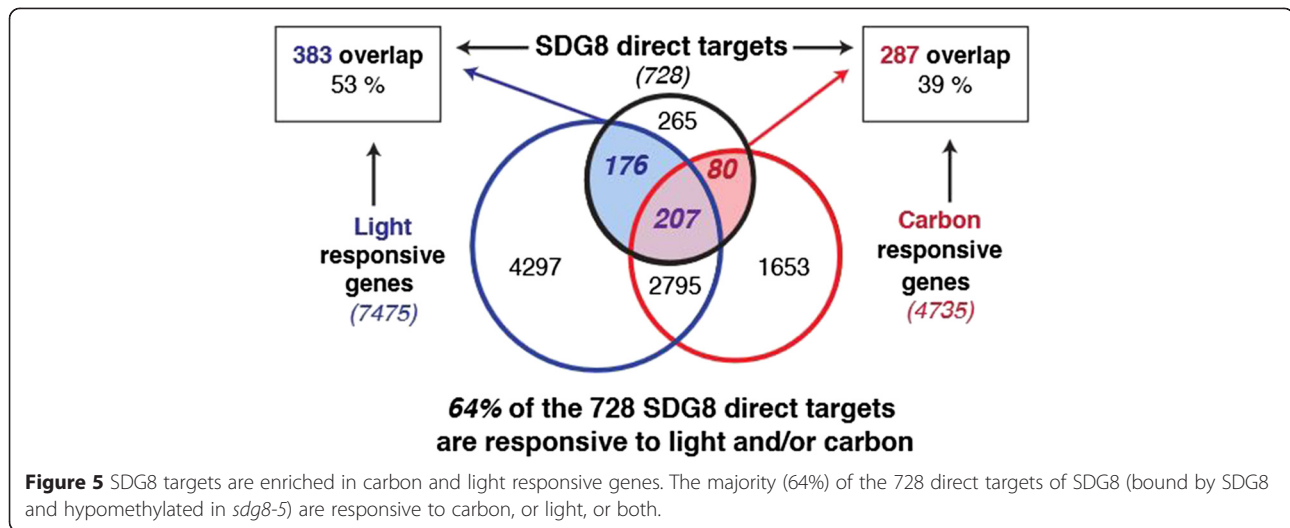 383 overlap
53 %
SDG8 direct targets
(728)
287 overlap
39 %
265
176
80
207
Light
responsive
genes
(7475)
4297
2795
1653
Carbon
responsive
genes
(4735)
64% of the 728 SDG8 direct targets
are responsive to light and/or carbon
Figure 5 SDG8 targets are enriched in carbon and light responsive genes. The majority (64%) of the 728 direct targets of SDG8 (bound by SDG8
and hypomethylated in sdg8-5) are responsive to carbon, or light, or both.